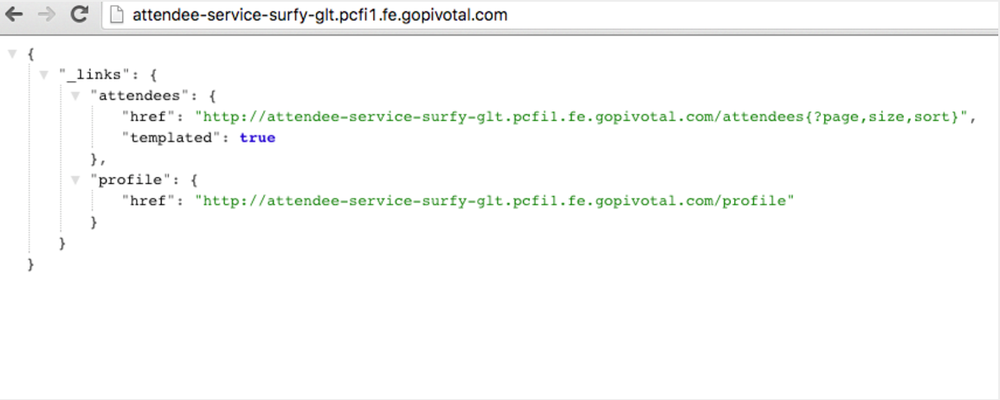 attendee-service-surfy-glt.pcfi1.fe.gopivotal.com
{
"_links": {
"attendees": {
"href": "http://attendee-service-surfy-glt.pcfi1.fe.gopivotal.com/attendees{?page,size,sort}",
"templated": true
},
"profile": {
"href": "http://attendee-service-surfy-glt.pcfi1.fe.gopivotal.com/profile"
}
}
}